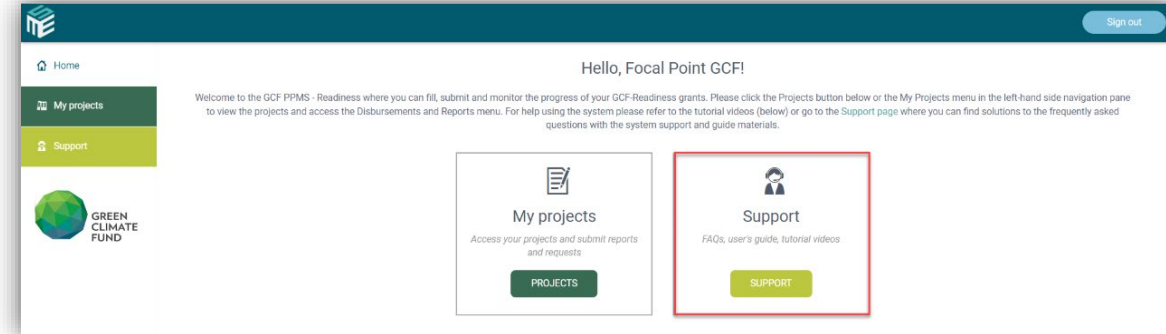 SME
Sign out
Home
My projects
Support
GREEN
CLIMATE
FUND
Hello, Focal Point GCF!
Welcome to the GCF PPMS - Readiness where you can fill, submit and monitor the progress of your GCF-Readiness grants. Please click the Projects button below or the My Projects menu in the left-hand side navigation pane
to view the projects and access the Disbursements and Reports menu. For help using the system please refer to the tutorial videos (below) or go to the Support page where you can find solutions to the frequently asked
questions with the system support and guide materials.
My projects
Access your projects and submit reports
and requests
PROJECTS
Support
FAQs, user's guide, tutorial videos
SUPPORT